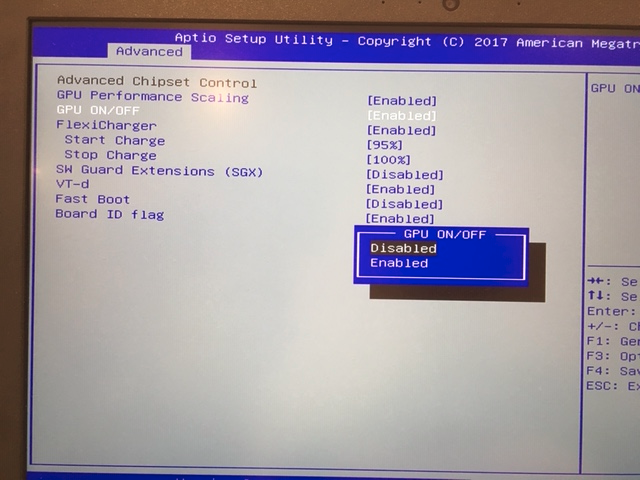 Aptio Setup Utility – Copyright (C) 2017 American Megatr
Advanced
Advanced Chipset Control
GPU Performance Scaling [Enabled]
GPU ON/OFF [Enabled]
FlexiCharger [Enabled]
Start Charge [95%]
Stop Charge [100%]
SW Guard Extensions (SGX) [Disabled]
VT-d [Enabled]
Fast Boot [Disabled]
Board ID flag [Enabled]
GPU ON/OFF
Disabled
Enabled
GPU ON
→←: Se
↑↓: Se
Enter:
+/-: Ch
F1: Gen
F3: Opt
F4: Sav
ESC: Ex